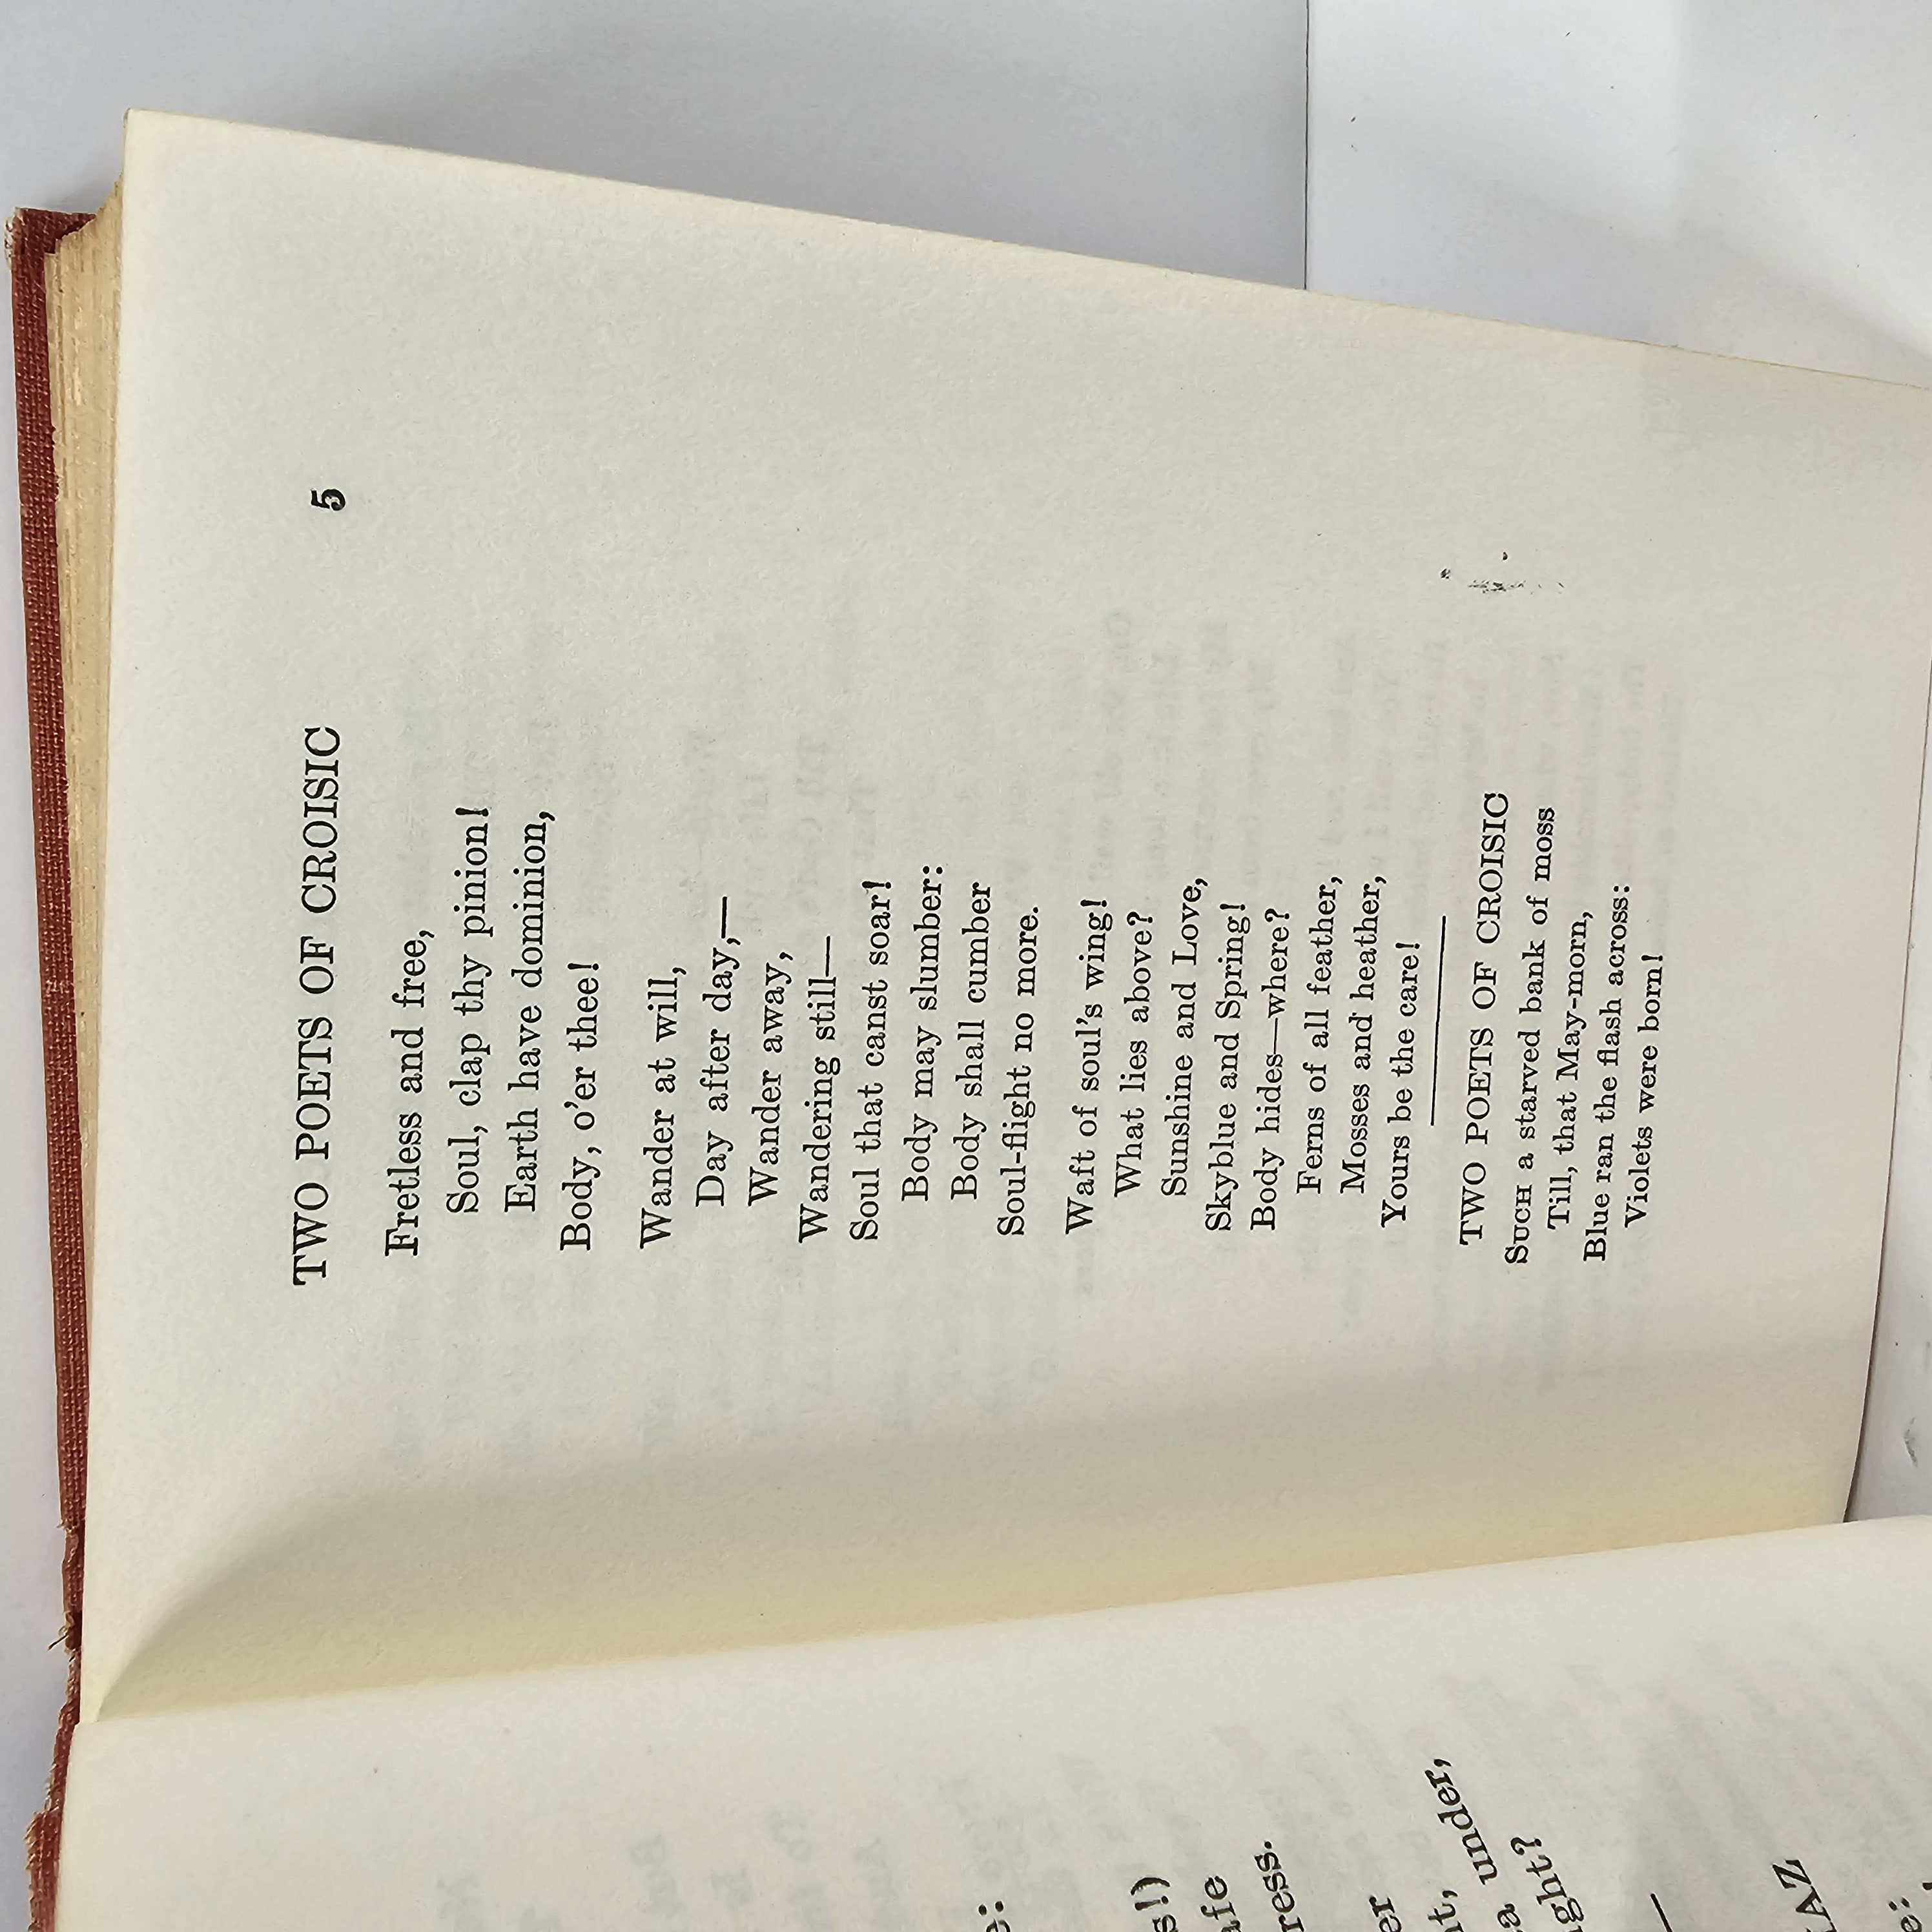 e:
s!)
afe
ress.
er
nt,
a under,
ight?
AZ
e:
TWO POETS OF CROISIC 5
Fretless and free,
Soul, clap thy pinion!
Earth have dominion,
Body, o'er thee!
Wander at will,
Day after day,—
Wander away,
Wandering still—
Soul that canst soar!
Body may slumber:
Body shall cumber
Soul-flight no more.
Waft of soul's wing!
What lies above?
Sunshine and Love,
Skyblue and Spring!
Body hides—where?
Ferns of all feather,
Mosses and heather,
Yours be the care!
TWO POETS OF CROISIC
SUCH a starved bank of moss
Till, that May-morn,
Blue ran the flash across:
Violets were born!